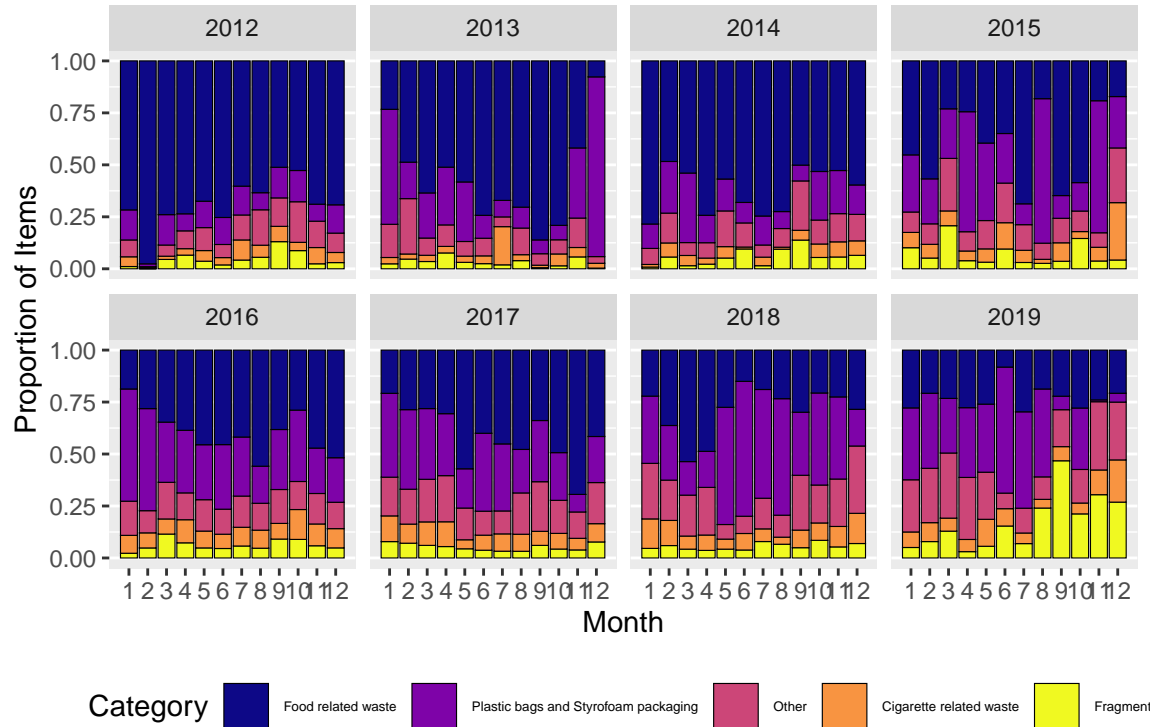 2012 2013 2014 2015
1.00
0.75
0.50
0.25
0.00
2016 2017 2018 2019
1.00
0.75
0.50
0.25
0.00
Proportion of Items
1 2 3 4 5 6 7 8 9 10 11 12 1 2 3 4 5 6 7 8 9 10 11 12 1 2 3 4 5 6 7 8 9 10 11 12 1 2 3 4 5 6 7 8 9 10 11 12
Month
Category Food related waste Plastic bags and Styrofoam packaging Other Cigarette related waste Fragment